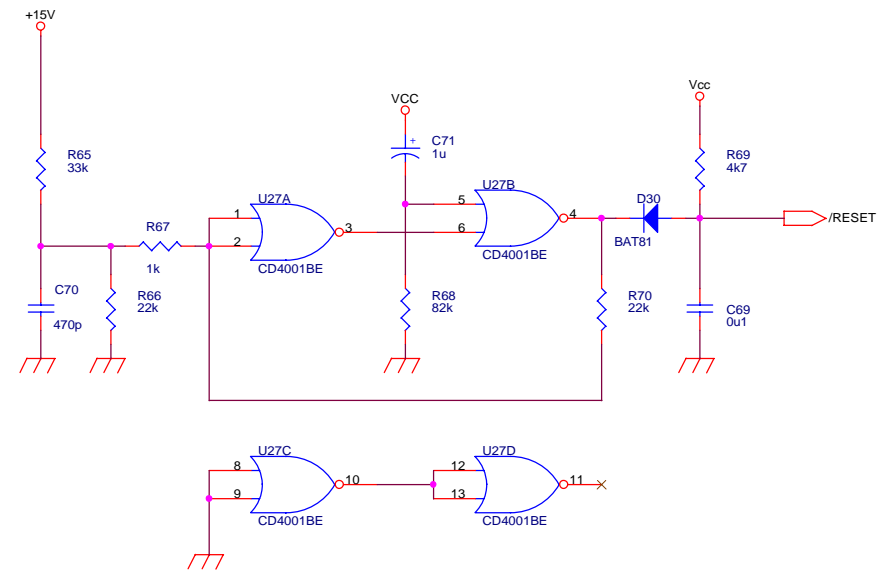 +15V
R65
33k
C70
470p
R66
22k
R67
1k
U27A
1
2
3
CD4001BE
VCC
C71
+
1u
R68
82k
U27B
5
6
4
CD4001BE
D30
BAT81
R70
22k
Vcc
R69
4k7
C69
0u1
/RESET
U27C
8
9
10
CD4001BE
U27D
12
13
11
CD4001BE